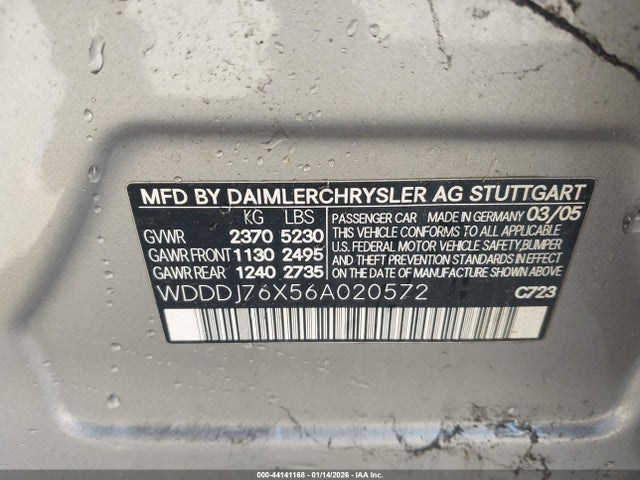 MFD BY DAIMLERCHRYSLER AG STUTTGART
KG LBS
GVWR 2370 5230
GAWR FRONT 1130 2495
GAWR REAR 1240 2735
PASSENGER CAR MADE IN GERMANY 03/05
THIS VEHICLE CONFORMS TO ALL APPLICABLE
U.S. FEDERAL MOTOR VEHICLE SAFETY,BUMPER
AND THEFT PREVENTION STANDARDS IN EFFECT
ON THE DATE OF MANUFACTURE SHOWN ABOVE.
WDDDJ76X56A020572 C723
000-44141168 - 01/14/2026 - IAA Inc.